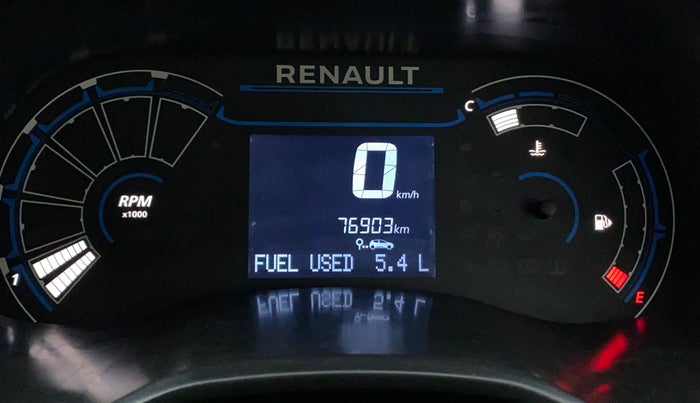 RENAULT
C
0 km/h
RPM
x1000
76903km
1
FUEL USED 5.4 L
E